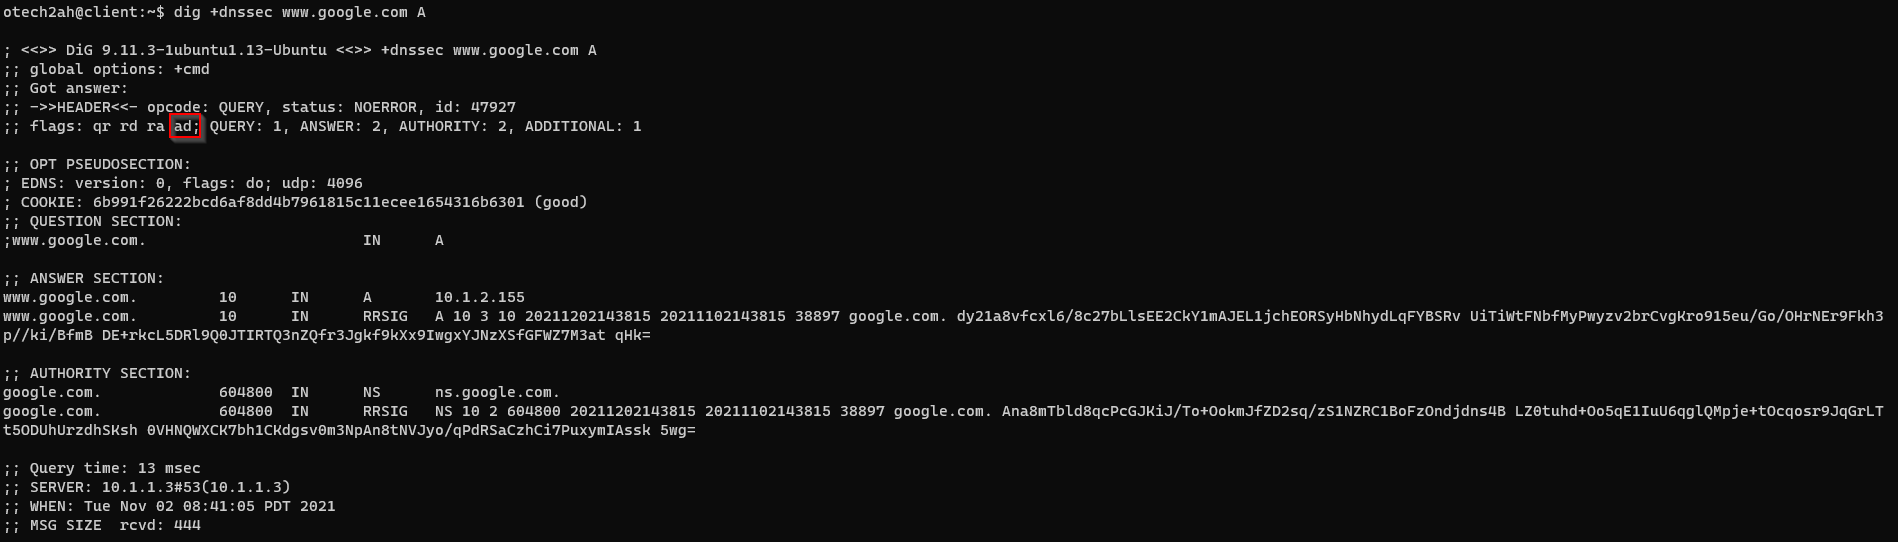 otech2ah@client:~$ dig +dnssec www.google.com A
; <<>> DiG 9.11.3-1ubuntu1.13-Ubuntu <<>> +dnssec www.google.com A
;; global options: +cmd
;; Got answer:
;; ->>HEADER<<- opcode: QUERY, status: NOERROR, id: 47927
;; flags: qr rd ra ad; QUERY: 1, ANSWER: 2, AUTHORITY: 2, ADDITIONAL: 1
;; OPT PSEUDOSECTION:
; EDNS: version: 0, flags: do; udp: 4096
; COOKIE: 6b991f26222bcd6af8dd4b7961815c11ecee1654316b6301 (good)
;; QUESTION SECTION:
;www.google.com. IN A
;; ANSWER SECTION:
www.google.com. 10 IN A 10.1.2.155
www.google.com. 10 IN RRSIG A 10 3 10 20211202143815 20211102143815 38897 google.com. dy21a8vfcxl6/8c27bLlsEE2CkY1mAJEL1jchEORSyHbNhydLqFYBSRv UiTiWtFNbfMyPwyzv2brCvgKro915eu/Go/OHrNEr9Fkh3
p//ki/BfmB DE+rkcL5DRl9Q0JTIRTQ3nZQfr3Jgkf9kXx9IwgxYJNzXSfGFWZ7M3at qHk=
;; AUTHORITY SECTION:
google.com. 604800 IN NS ns.google.com.
google.com. 604800 IN RRSIG NS 10 2 604800 20211202143815 20211102143815 38897 google.com. Ana8mTbld8qcPcGJKiJ/To+OokmJfZD2sq/zS1NZRC1BoFzOndjdns4B LZ0tuhd+Oo5qE1IuU6qglQMpje+tOcqosr9JqGrLT
t5ODUhUrzdhSKsh 0VHNQWXCK7bh1CKdgsv0m3NpAn8tNVJyo/qPdRSaCzhCi7PuxymIAssk 5wg=
;; Query time: 13 msec
;; SERVER: 10.1.1.3#53(10.1.1.3)
;; WHEN: Tue Nov 02 08:41:05 PDT 2021
;; MSG SIZE rcvd: 444